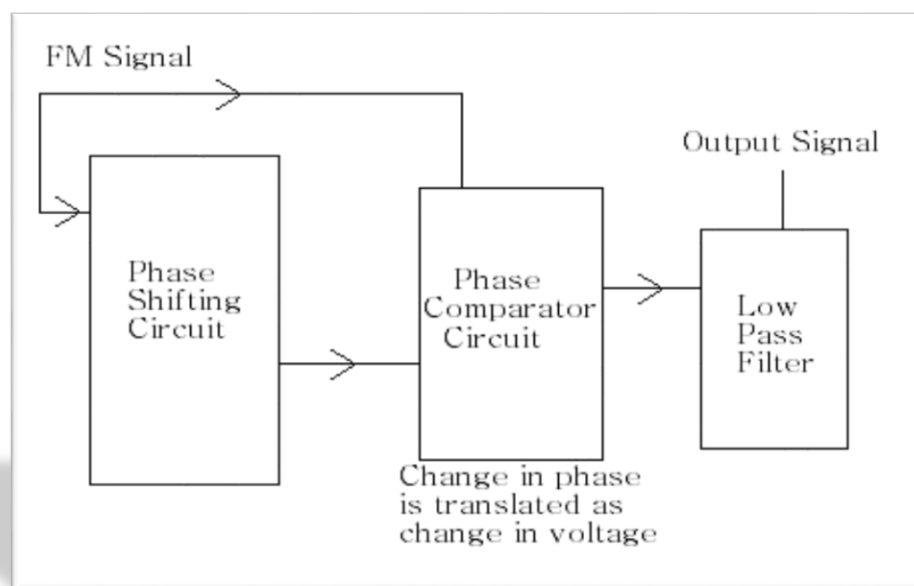 FM Signal
Output Signal
Phase
Shifting
Circuit
Phase
Comparator
Circuit
Low
Pass
Filter
Change in phase
is translated as
change in voltage